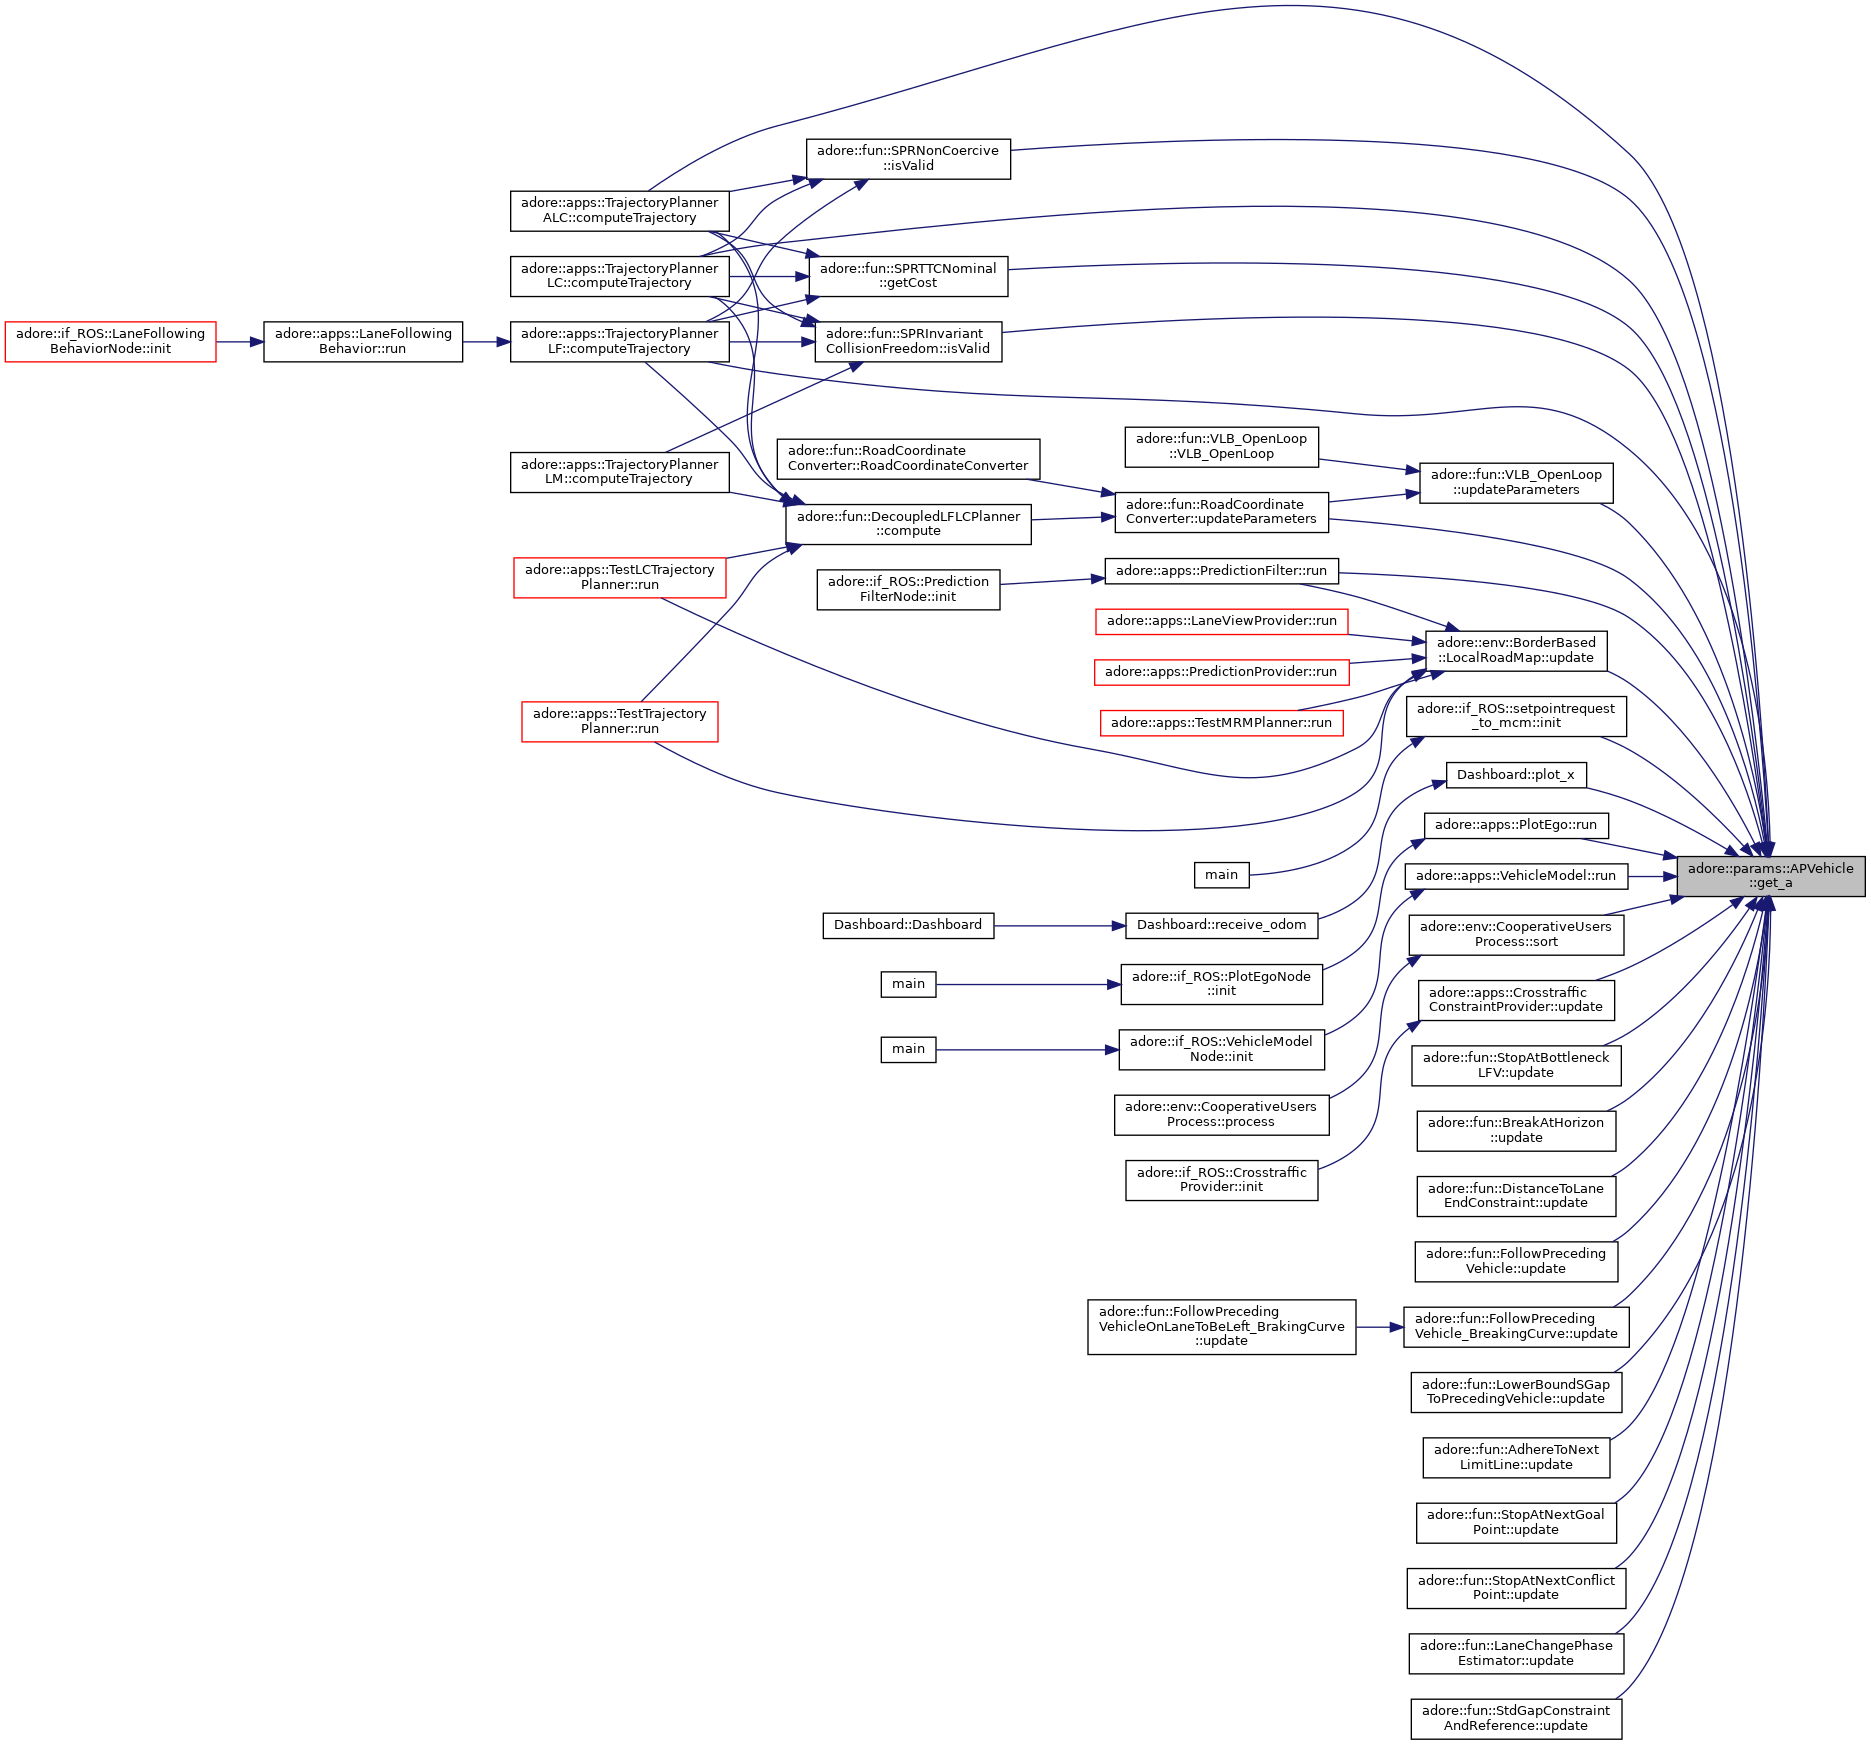 adore::fun::SPRNonCoercive
::isValid
adore::apps::TrajectoryPlanner
ALC::computeTrajectory
adore::apps::TrajectoryPlanner
LC::computeTrajectory
adore::fun::SPRTTCNominal
::getCost
adore::if_ROS::LaneFollowing
BehaviorNode::init
adore::apps::LaneFollowing
Behavior::run
adore::apps::TrajectoryPlanner
LF::computeTrajectory
adore::fun::SPRInvariant
CollisionFreedom::isValid
adore::apps::TrajectoryPlanner
LM::computeTrajectory
adore::fun::RoadCoordinate
Converter::RoadCoordinateConverter
adore::fun::VLB_OpenLoop
::VLB_OpenLoop
adore::fun::VLB_OpenLoop
::updateParameters
adore::fun::DecoupledLFLCPlanner
::compute
adore::fun::RoadCoordinate
Converter::updateParameters
adore::apps::TestLCTrajectory
Planner::run
adore::if_ROS::Prediction
FilterNode::init
adore::apps::PredictionFilter::run
adore::apps::LaneViewProvider::run
adore::apps::PredictionProvider::run
adore::env::BorderBased
::LocalRoadMap::update
adore::apps::TestTrajectory
Planner::run
adore::apps::TestMRMPlanner::run
adore::if_ROS::setpointrequest
_to_mcm::init
Dashboard::plot_x
adore::apps::PlotEgo::run
main
adore::apps::VehicleModel::run
adore::params::APVehicle
::get_a
Dashboard::Dashboard
Dashboard::receive_odom
adore::env::CooperativeUsers
Process::sort
main
adore::if_ROS::PlotEgoNode
::init
adore::apps::Crosstraffic
ConstraintProvider::update
main
adore::if_ROS::VehicleModel
Node::init
adore::fun::StopAtBottleneck
LFV::update
adore::env::CooperativeUsers
Process::process
adore::fun::BreakAtHorizon
::update
adore::if_ROS::Crosstraffic
Provider::init
adore::fun::DistanceToLane
EndConstraint::update
adore::fun::FollowPreceding
Vehicle::update
adore::fun::FollowPreceding
VehicleOnLaneToBeLeft_BrakingCurve
::update
adore::fun::FollowPreceding
Vehicle_BreakingCurve::update
adore::fun::LowerBoundSGap
ToPrecedingVehicle::update
adore::fun::AdhereToNext
LimitLine::update
adore::fun::StopAtNextGoal
Point::update
adore::fun::StopAtNextConflict
Point::update
adore::fun::LaneChangePhase
Estimator::update
adore::fun::StdGapConstraint
AndReference::update